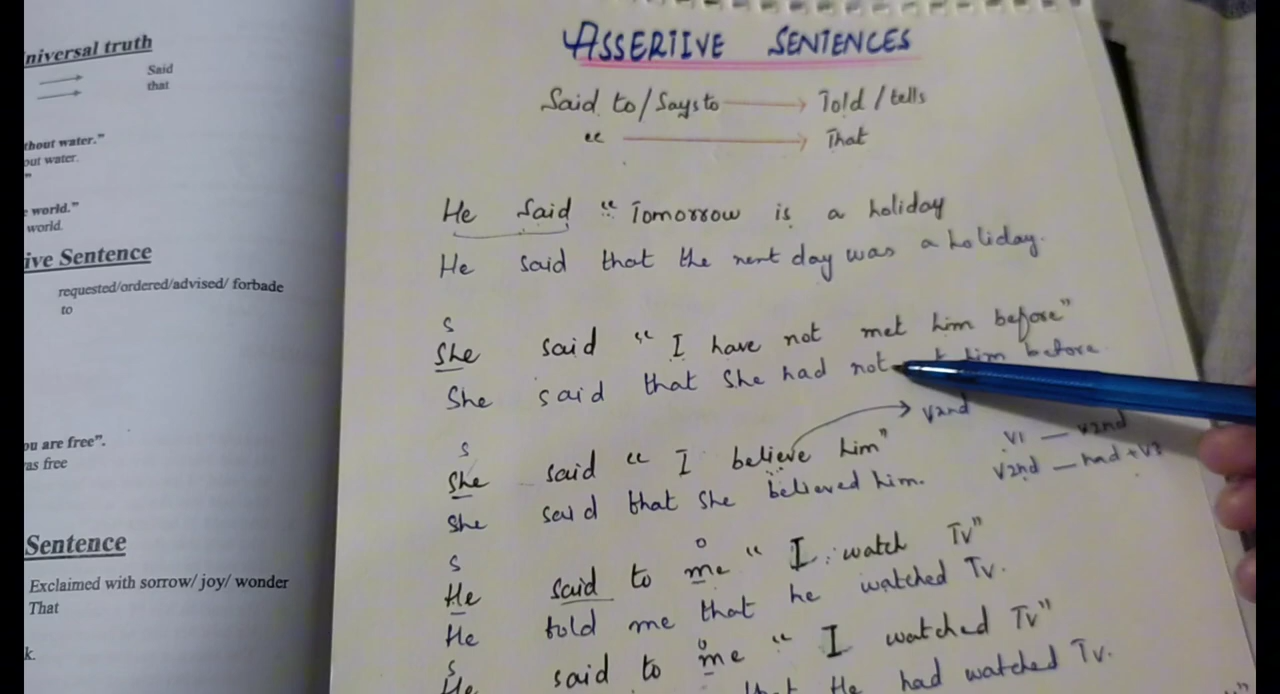 niversal truth
Said
that
thout water."
out water.
world."
world.
ive Sentence
requested/ordered/advised/ forbade
to
ou are free".
as free
Sentence
Exclaimed with sorrow/ joy/ wonder
That
k.
ASSERTIVE SENTENCES
Said to/Says to → Told/tells
“ → That
He said “Tomorrow is a holiday
He said that the next day was a holiday.
S
She said “I have not met him before”
She said that She had not him before
V2nd
S
She said “I believe him”
V1 — V2nd
She said that she believed him.
V2nd — had + V3
S O
He said to me “I watch TV”
He told me that he watched TV.
S O
He said to me “I watched TV”
that He had watched TV.